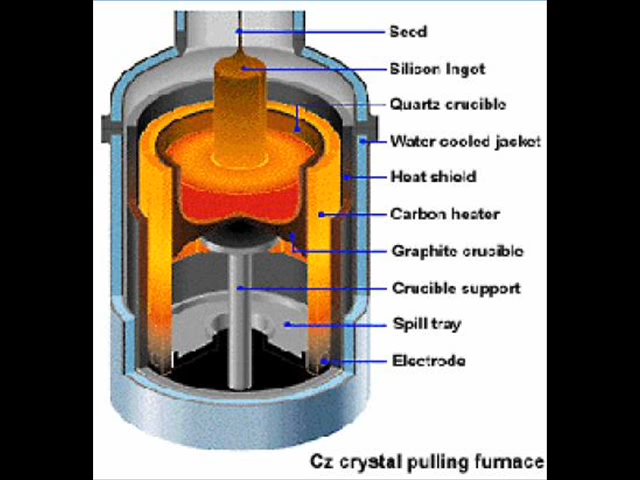 Seed
Silison Ingot
Quartz crucible
Water cooled jacket
Heat shield
Carbon heater
Graphite crucible
Crucible support
Spill tray
Electrode
Cz crystal pulling furnace